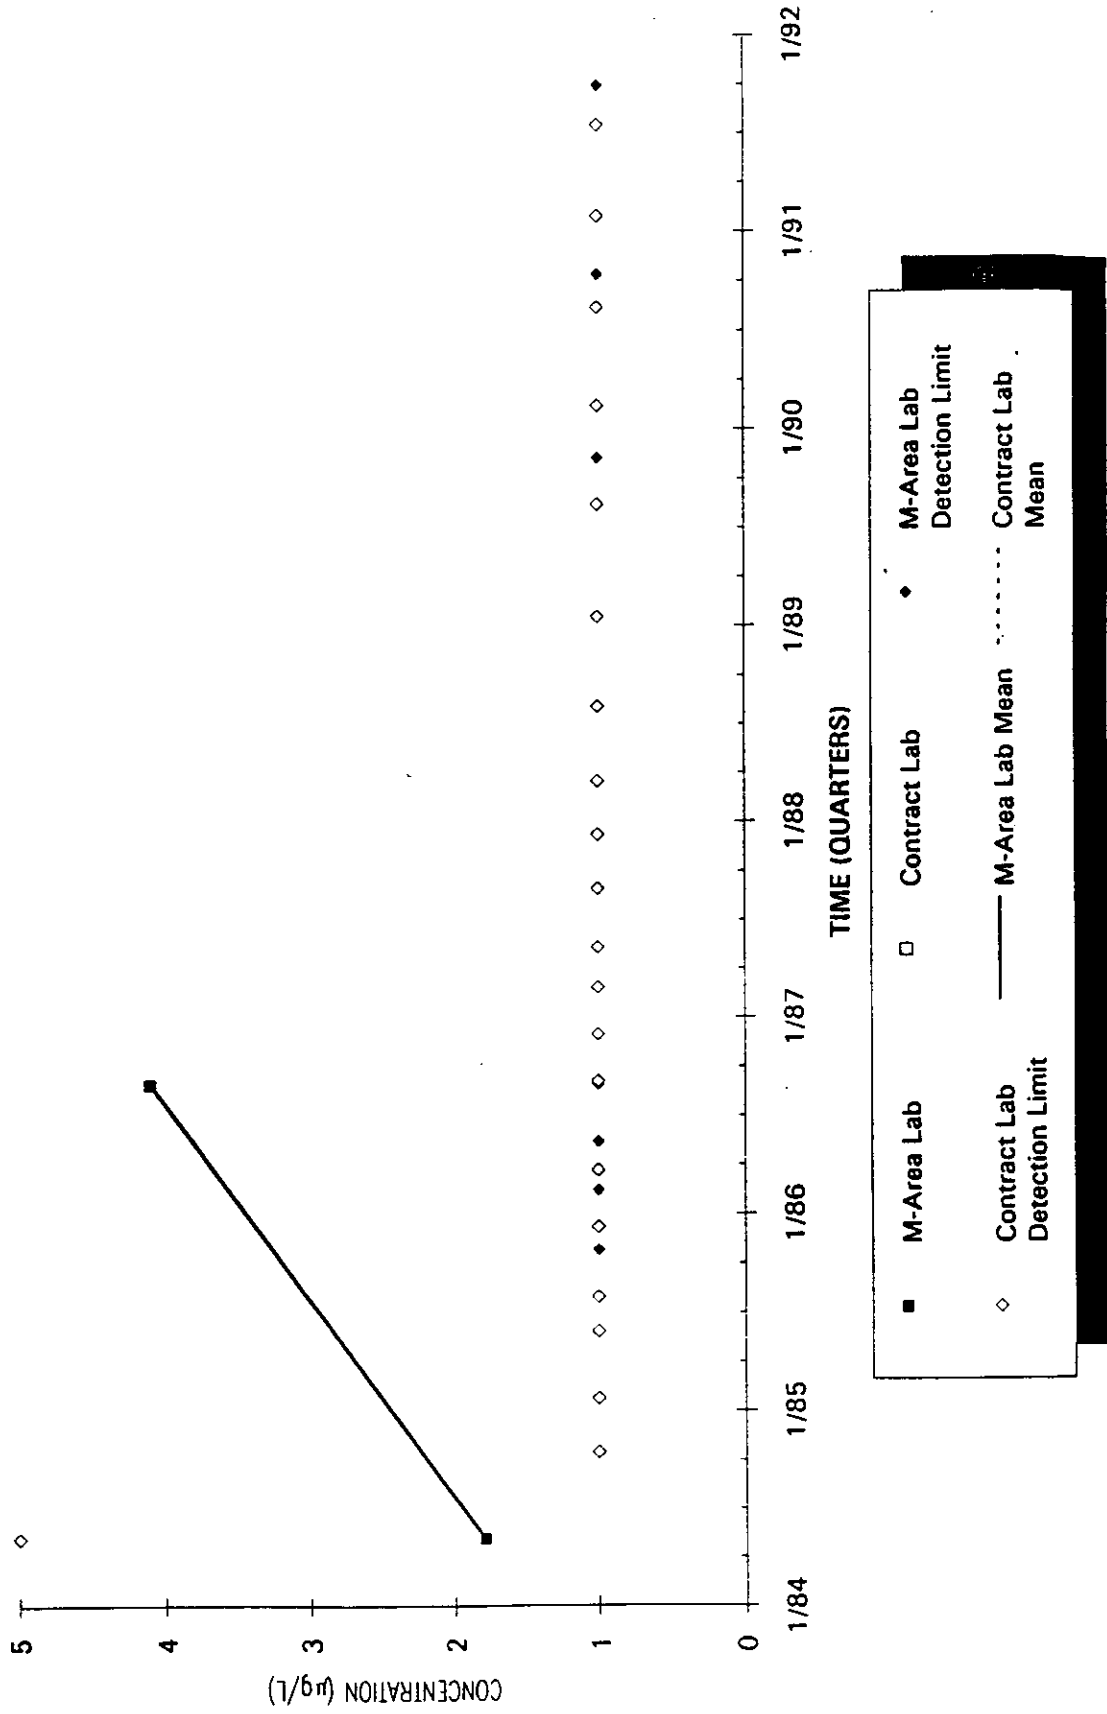 CONCENTRATION (µg/L)
5
4
3
2
1
0
1/84
1/85
1/86
1/87
1/88
1/89
1/90
1/91
1/92
TIME (QUARTERS)
M-Area Lab
Contract Lab
M-Area Lab
Detection Limit
Contract Lab
Detection Limit
M-Area Lab Mean
Contract Lab
Mean